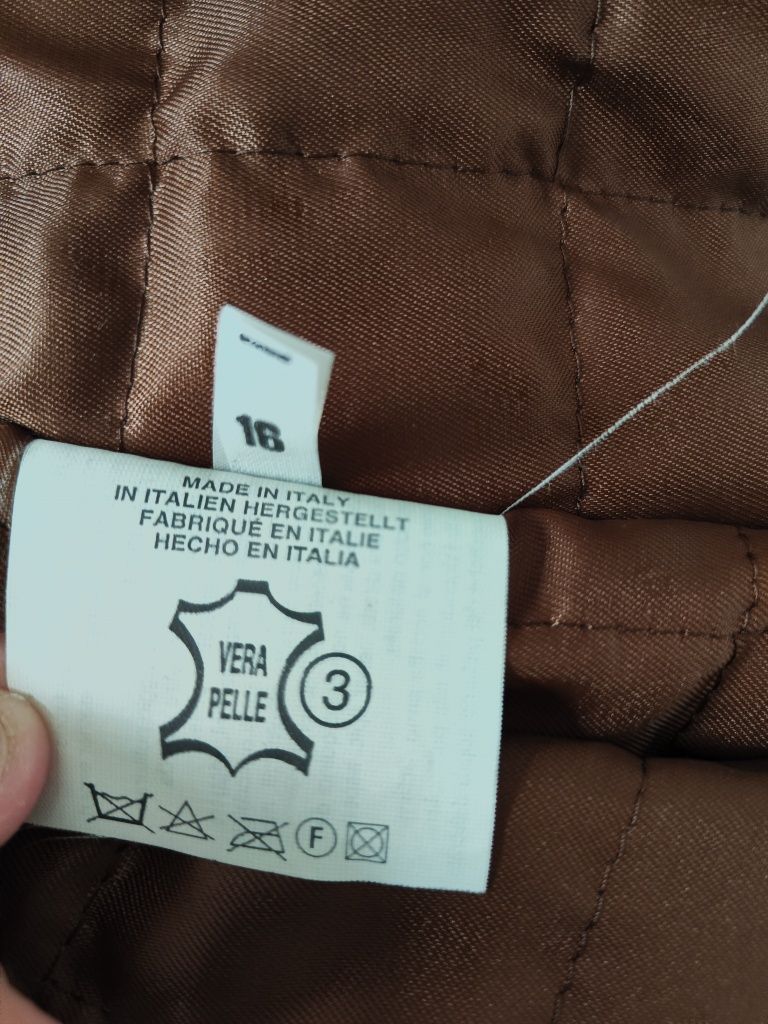 16
MADE IN ITALY
IN ITALIEN HERGESTELLT
FABRIQUÉ EN ITALIE
HECHO EN ITALIA
VERA
PELLE
3
F